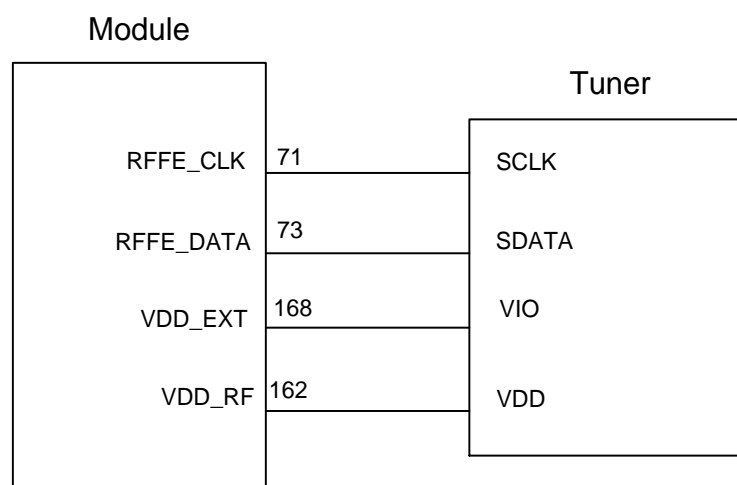 Module
Tuner
RFFE_CLK 71 SCLK
RFFE_DATA 73 SDATA
VDD_EXT 168 VIO
VDD_RF 162 VDD